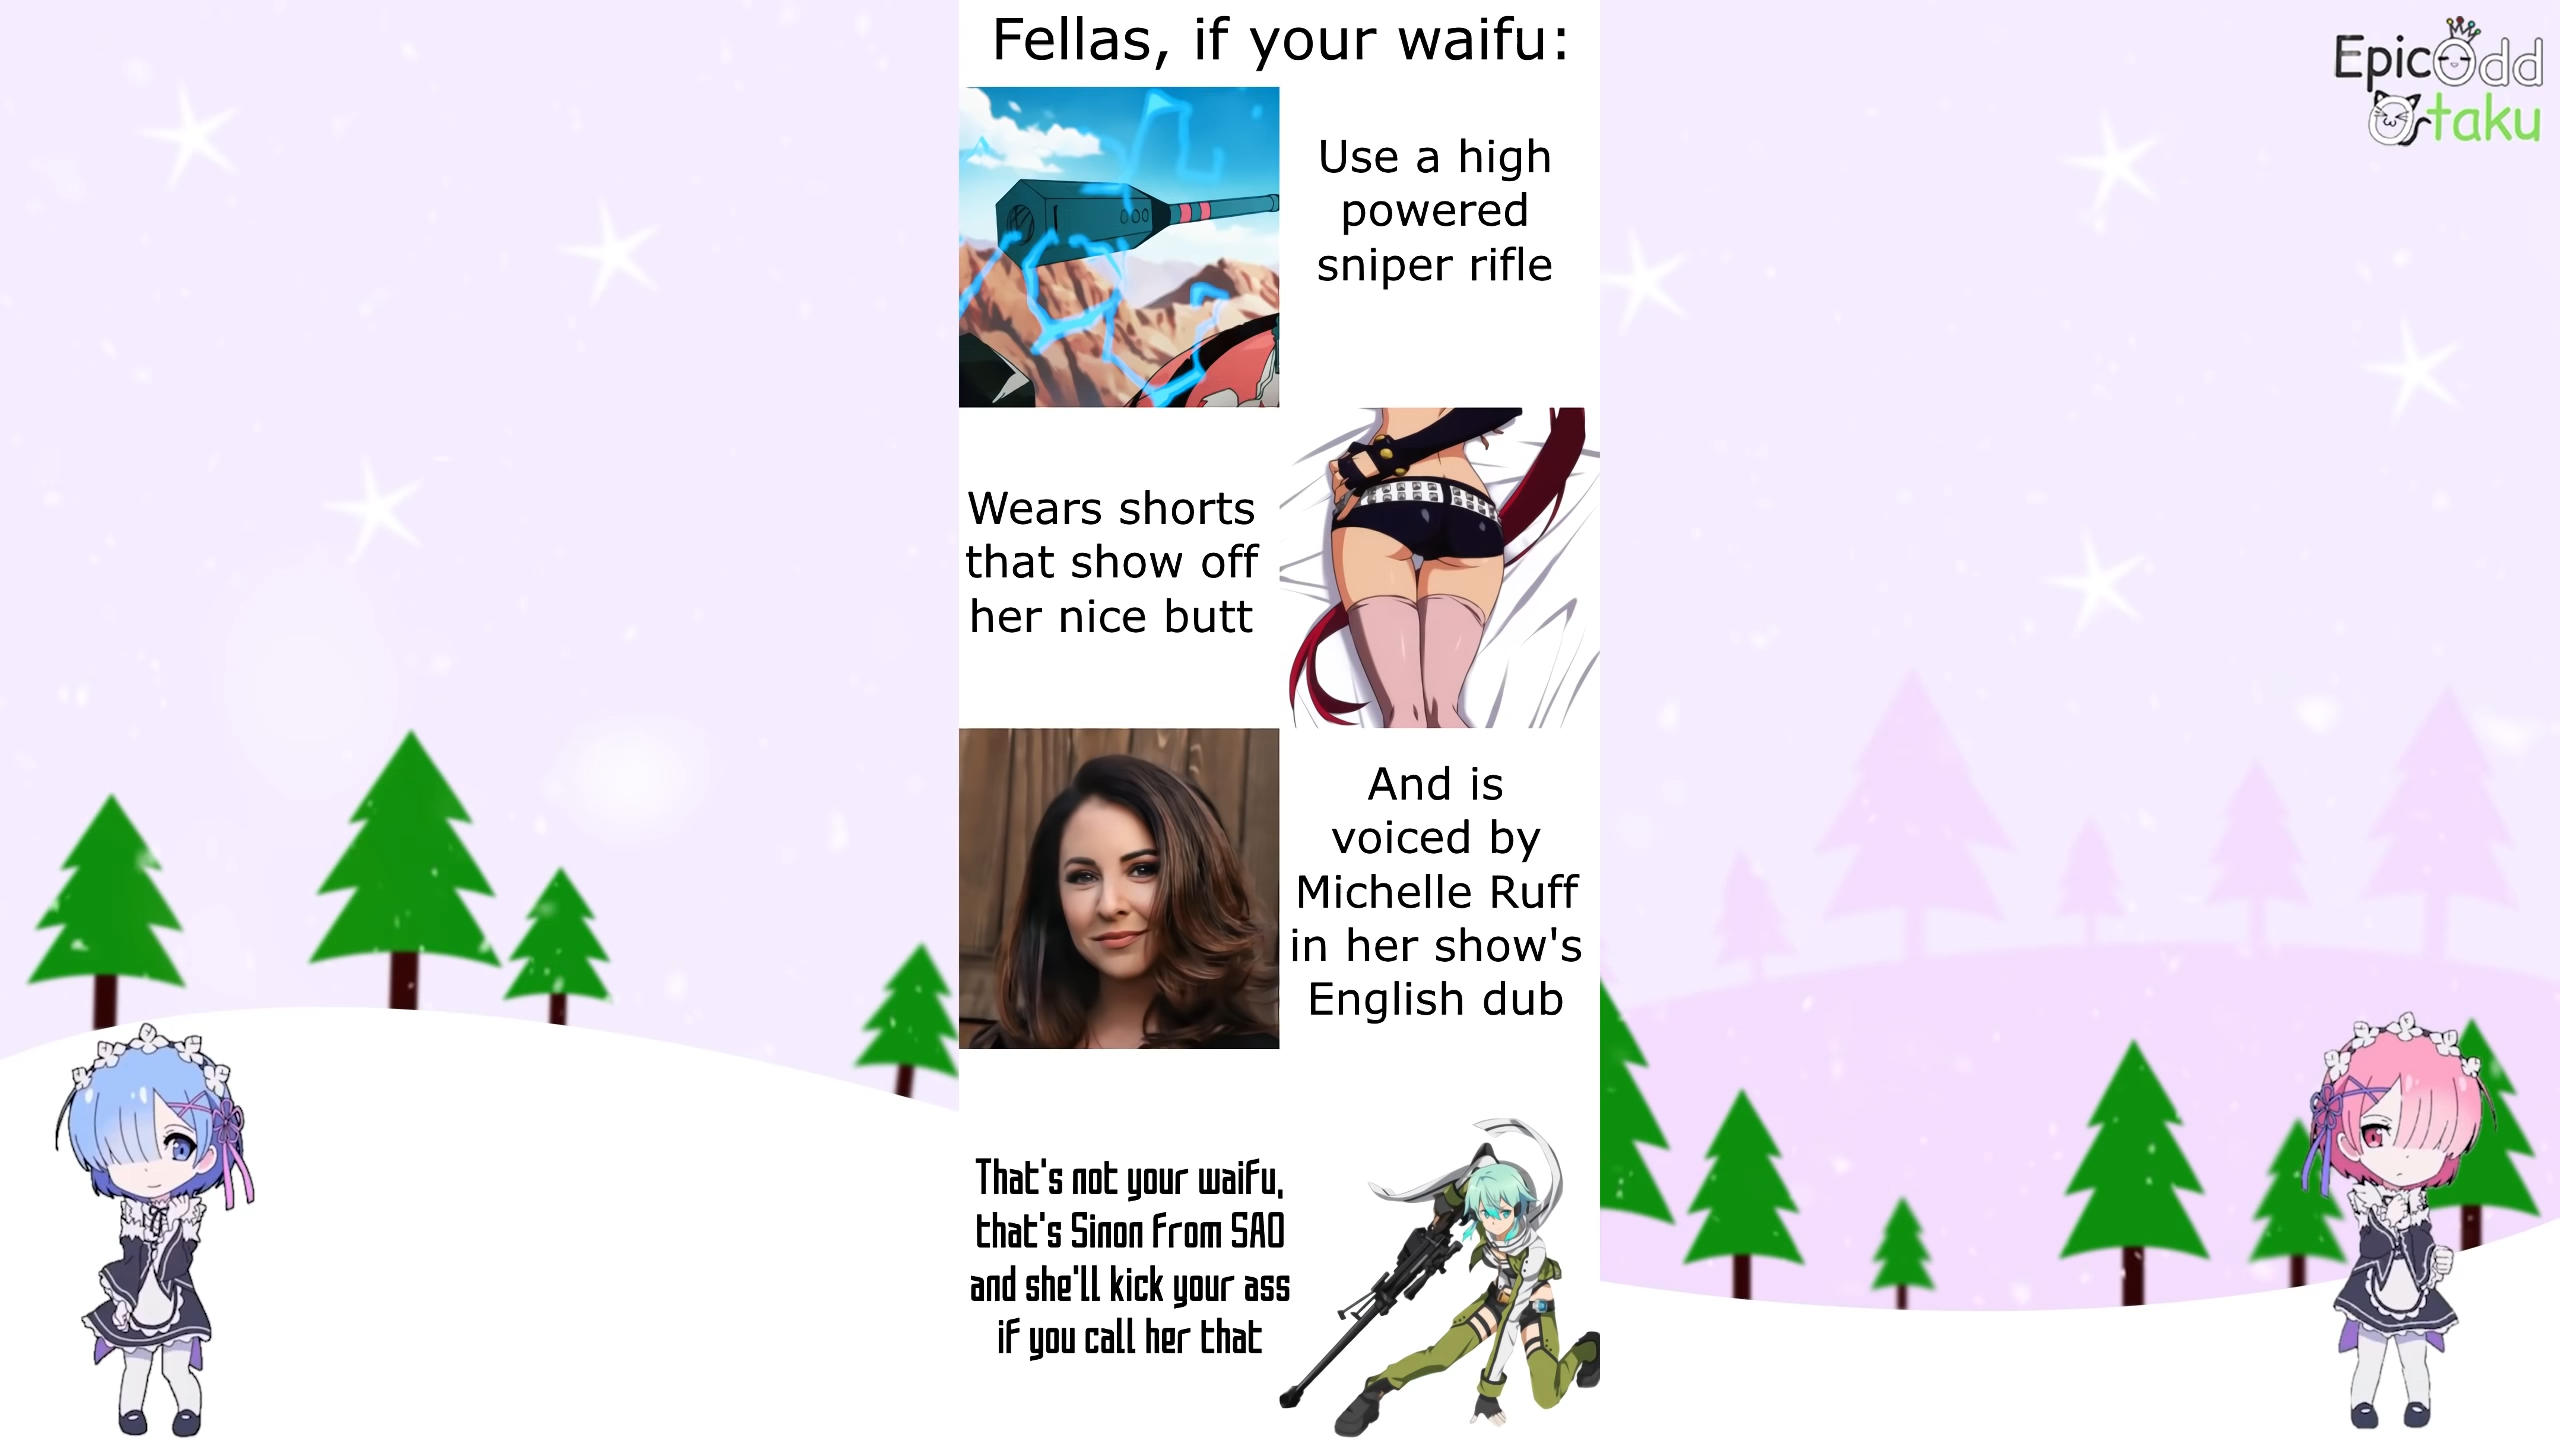 Fellas, if your waifu:
Use a high
powered
sniper rifle
Wears shorts
that show off
her nice butt
And is
voiced by
Michelle Ruff
in her show's
English dub
That's not your waifu,
that's Sinon from SAO
and she'll kick your ass
if you call her that
EpicOdd
Otaku